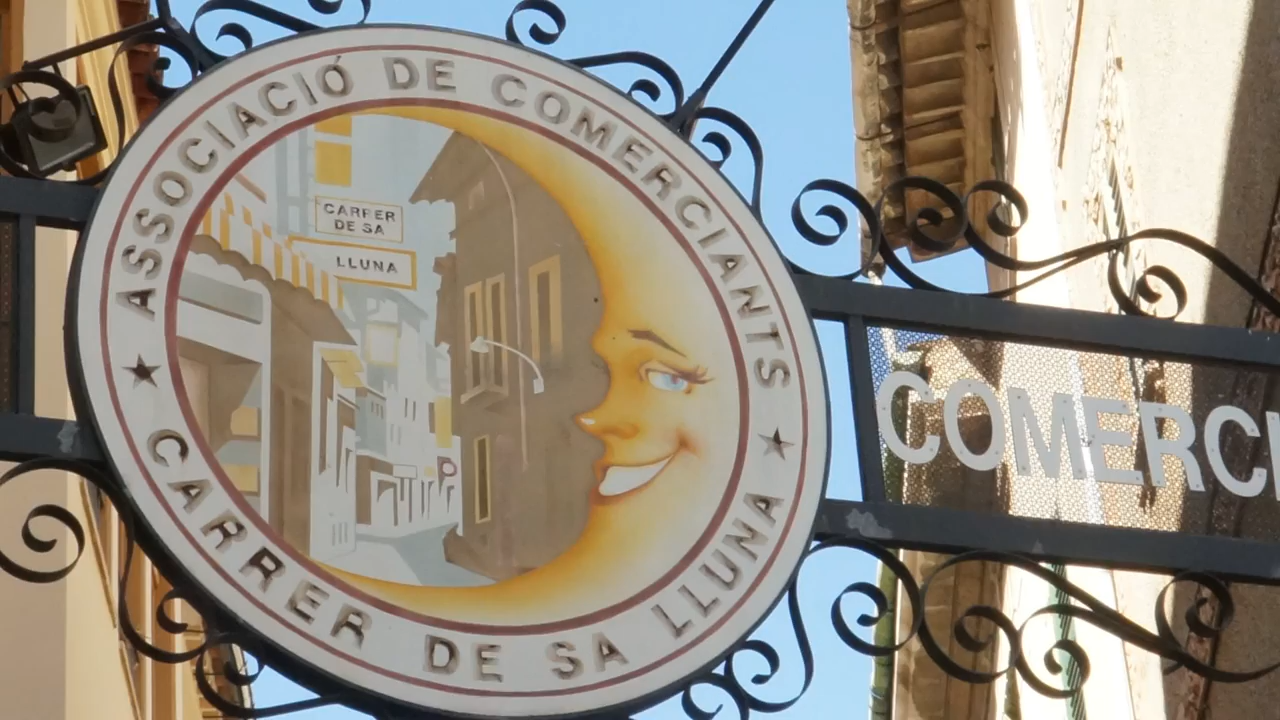 ASSOCIACIÓ DE COMERCIANTS
CARRER
DE SA
LLUNA
CARRER DE SA LLUNA
COMERCI